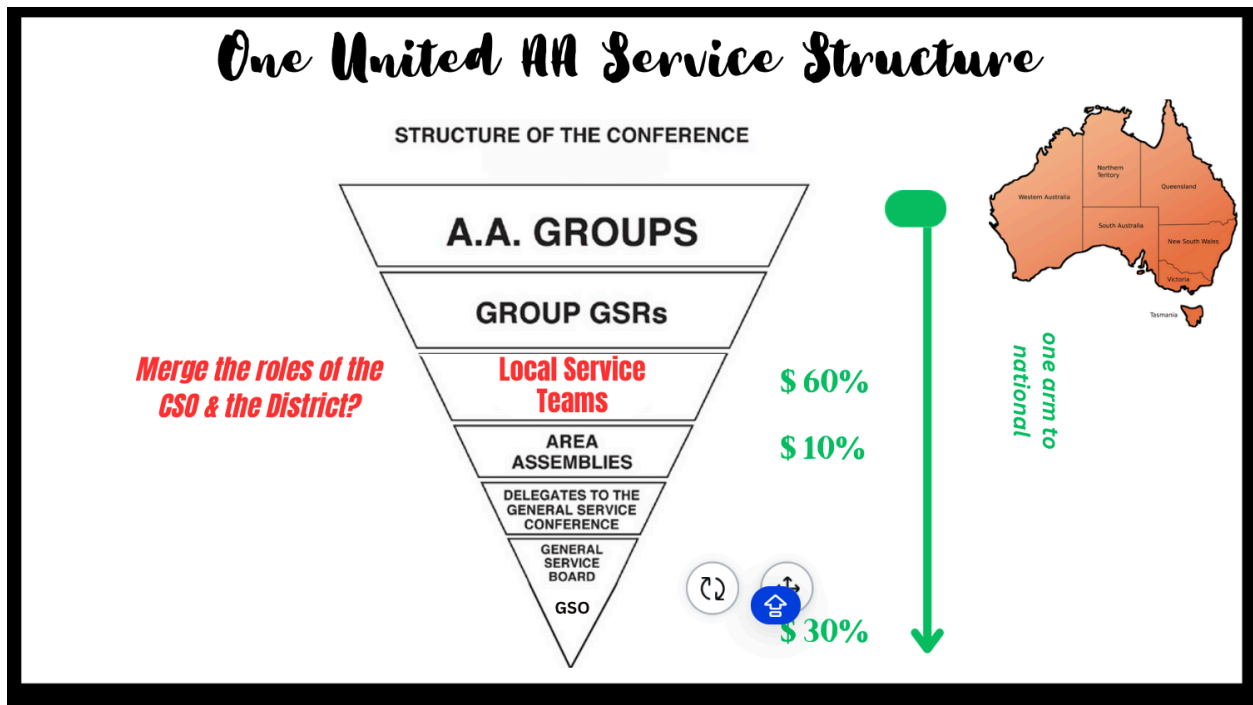 One United AA Service Structure
STRUCTURE OF THE CONFERENCE
A.A. GROUPS
GROUP GSRs
Merge the roles of the
CSO & the District?
Local Service
Teams
$ 60%
AREA
ASSEMBLIES
$ 10%
DELEGATES TO THE
GENERAL SERVICE
CONFERENCE
GENERAL
SERVICE
BOARD
GSO
$ 30%
one arm to
national
Western Australia
Northern
Teritory
Queensland
South Australia
New South Wales
Victoria
Tasmania